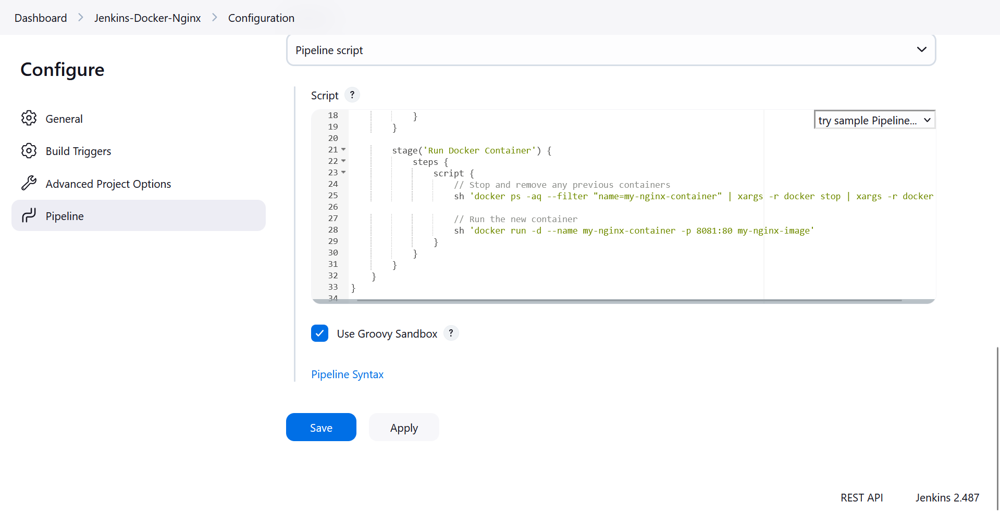 Dashboard > Jenkins-Docker-Nginx > Configuration
Pipeline script
Configure
General
Build Triggers
Advanced Project Options
Pipeline
Script ?
try sample Pipeline...
18 }
19 }
20
21 stage('Run Docker Container') {
22 steps {
23 script {
24 // Stop and remove any previous containers
25 sh 'docker ps -aq --filter "name=my-nginx-container" | xargs -r docker stop | xargs -r docker
26
27 // Run the new container
28 sh 'docker run -d --name my-nginx-container -p 8081:80 my-nginx-image'
29 }
30 }
31 }
32 }
33 }
34
Use Groovy Sandbox ?
Pipeline Syntax
Save
Apply
REST API
Jenkins 2.487